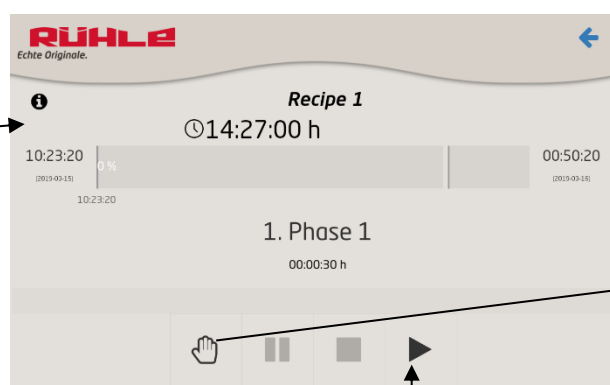 RÜHLE
Echte Originale.
Recipe 1
14:27:00 h
10:23:20
0 %
00:50:20
(2019-03-15)
(2019-03-16)
10:23:20
1. Phase 1
00:00:30 h